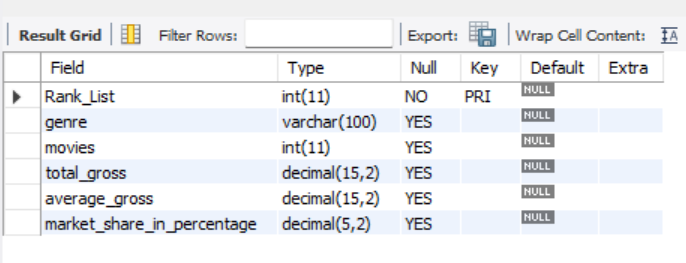 Result Grid Filter Rows: Export: Wrap Cell Content: IA
Field Type Null Key Default Extra
Rank_List int(11) NO PRI NULL
genre varchar(100) YES NULL
movies int(11) YES NULL
total_gross decimal(15,2) YES NULL
average_gross decimal(15,2) YES NULL
market_share_in_percentage decimal(5,2) YES NULL